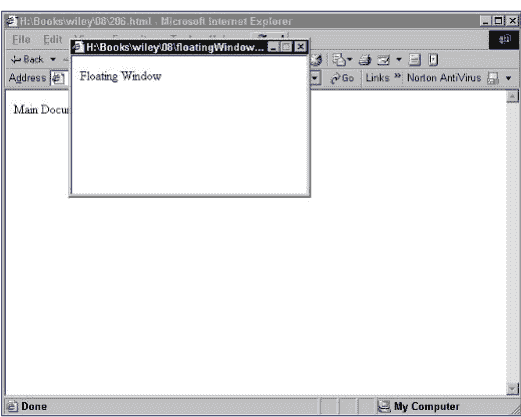 H:\Books\wiley\08\206.html - Microsoft Internet Explorer
File Edit
H:\Books\wiley\08\floatingWindow...
Back
Address Go Links » Norton AntiVirus
Floating Window
Main Docum
Done My Computer